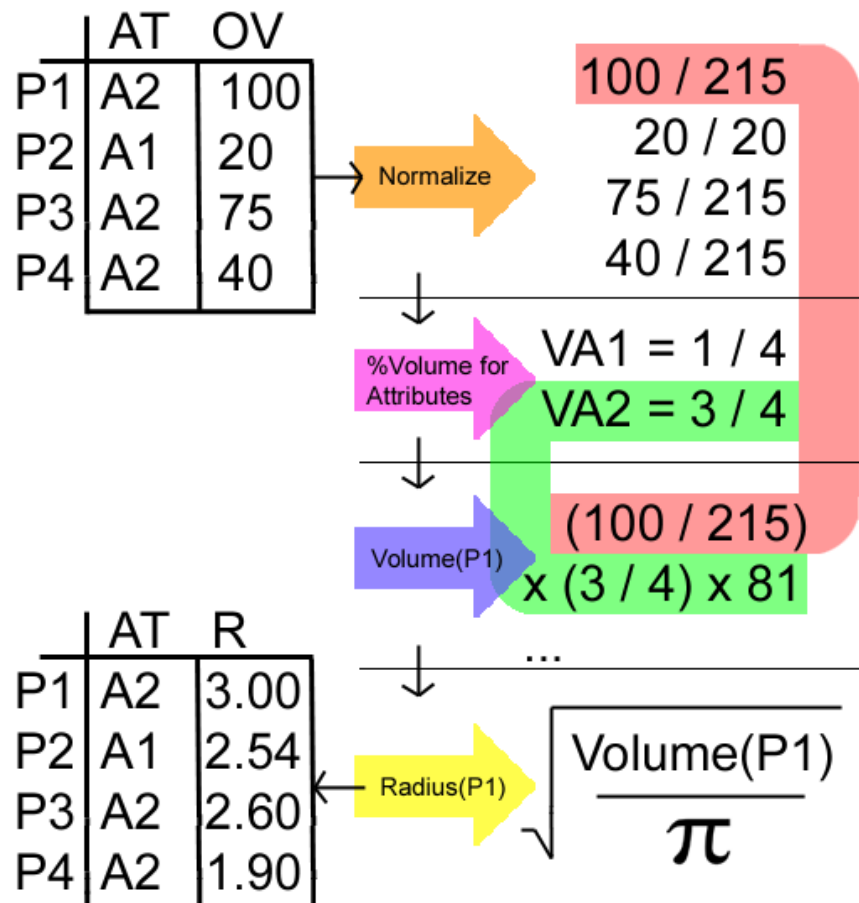 AT OV
P1 A2 100
P2 A1 20
P3 A2 75
P4 A2 40
Normalize
100 / 215
20 / 20
75 / 215
40 / 215
%Volume for
Attributes
VA1 = 1 / 4
VA2 = 3 / 4
Volume(P1)
(100 / 215)
x (3 / 4) x 81
...
AT R
P1 A2 3.00
P2 A1 2.54
P3 A2 2.60
P4 A2 1.90
Radius(P1)
√
Volume(P1)
π